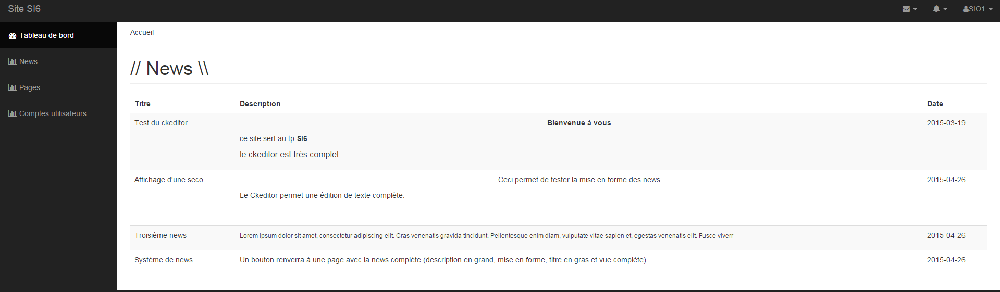 Site SI6
SIO1
Tableau de bord
News
Pages
Comptes utilisateurs
Accueil
// News \\
Titre Description Date
Test du ckeditor Bienvenue à vous 2015-03-19
ce site sert au tp SI6
le ckeditor est très complet
Affichage d'une seco Ceci permet de tester la mise en forme des news 2015-04-26
Le Ckeditor permet une édition de texte complète.
Troisième news Lorem ipsum dolor sit amet, consectetur adipiscing elit. Cras venenatis gravida tincidunt. Pellentesque enim diam, vulputate vitae sapien et, egestas venenatis elit. Fusce viverr 2015-04-26
Système de news Un bouton renverra à une page avec la news complète (description en grand, mise en forme, titre en gras et vue complète). 2015-04-26